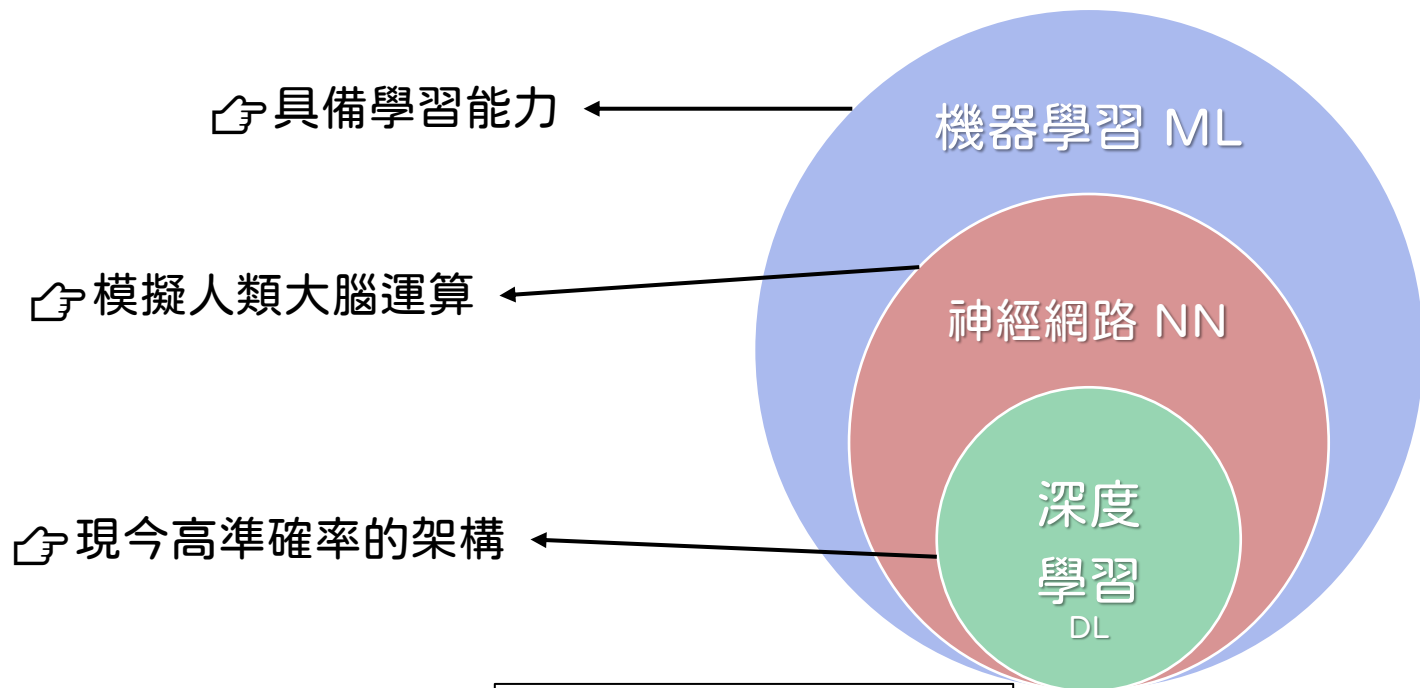 👉具備學習能力
機器學習 ML
👉模擬人類大腦運算
神經網路 NN
👉現今高準確率的架構
深度
學習
DL